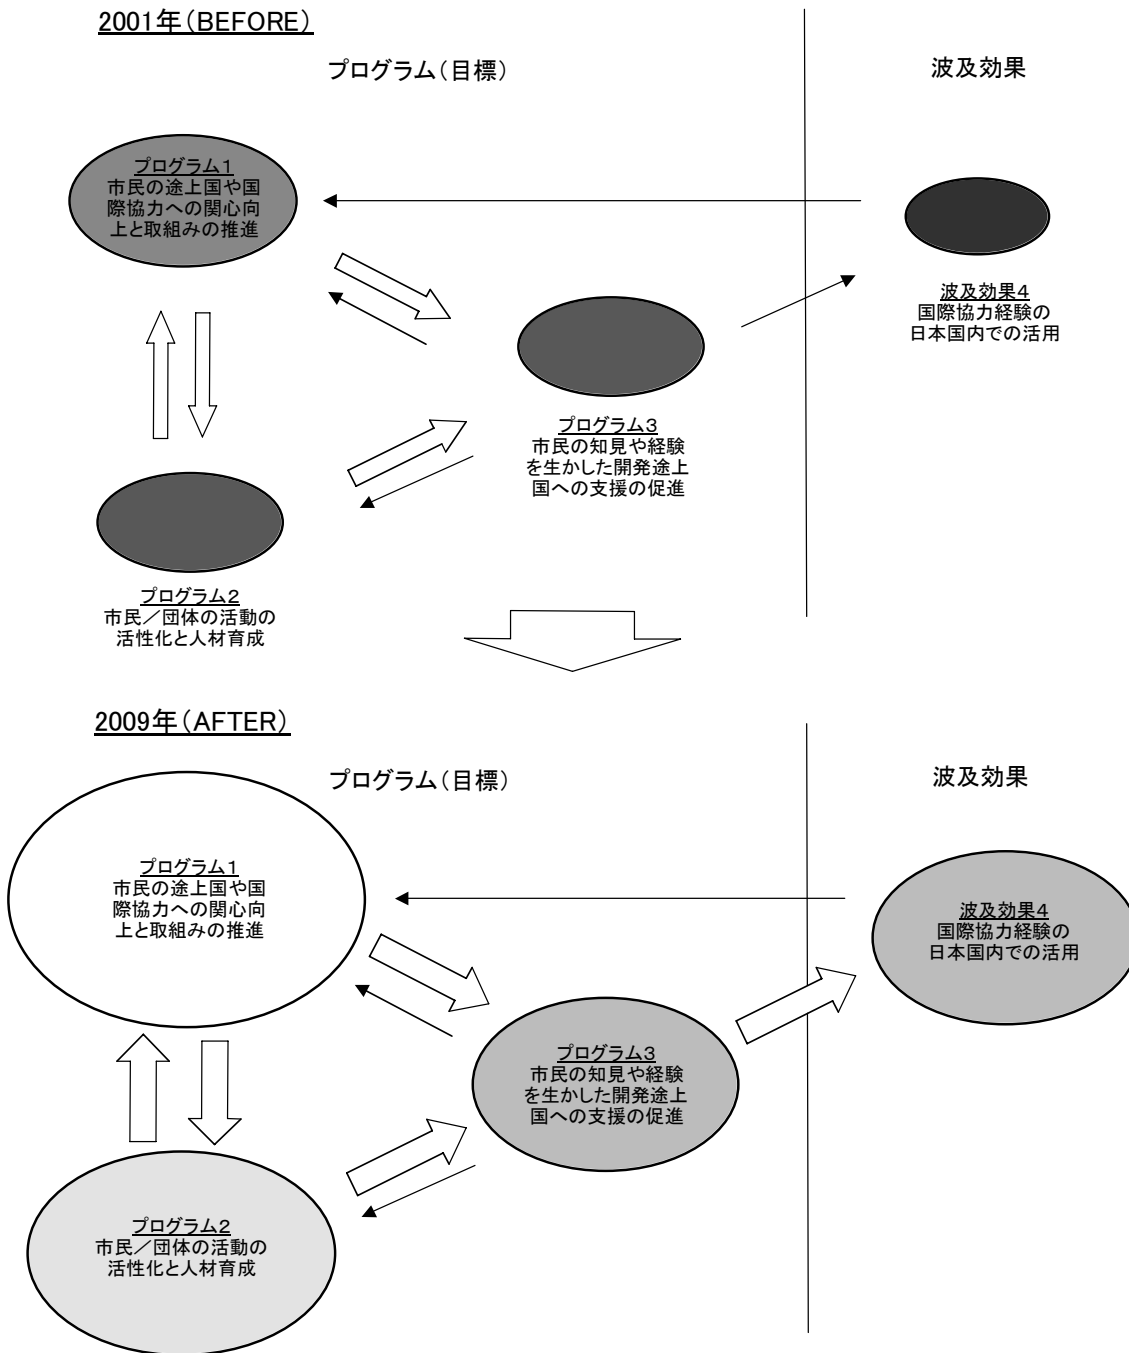 2001年(BEFORE)
プログラム(目標)
波及効果
プログラム1
市民の途上国や国
際協力への関心向
上と取組みの推進
波及効果4
国際協力経験の
日本国内での活用
プログラム3
市民の知見や経験
を生かした開発途上
国への支援の促進
プログラム2
市民／団体の活動の
活性化と人材育成
2009年(AFTER)
プログラム(目標)
波及効果
プログラム1
市民の途上国や国
際協力への関心向
上と取組みの推進
波及効果4
国際協力経験の
日本国内での活用
プログラム3
市民の知見や経験
を生かした開発途上
国への支援の促進
プログラム2
市民／団体の活動の
活性化と人材育成